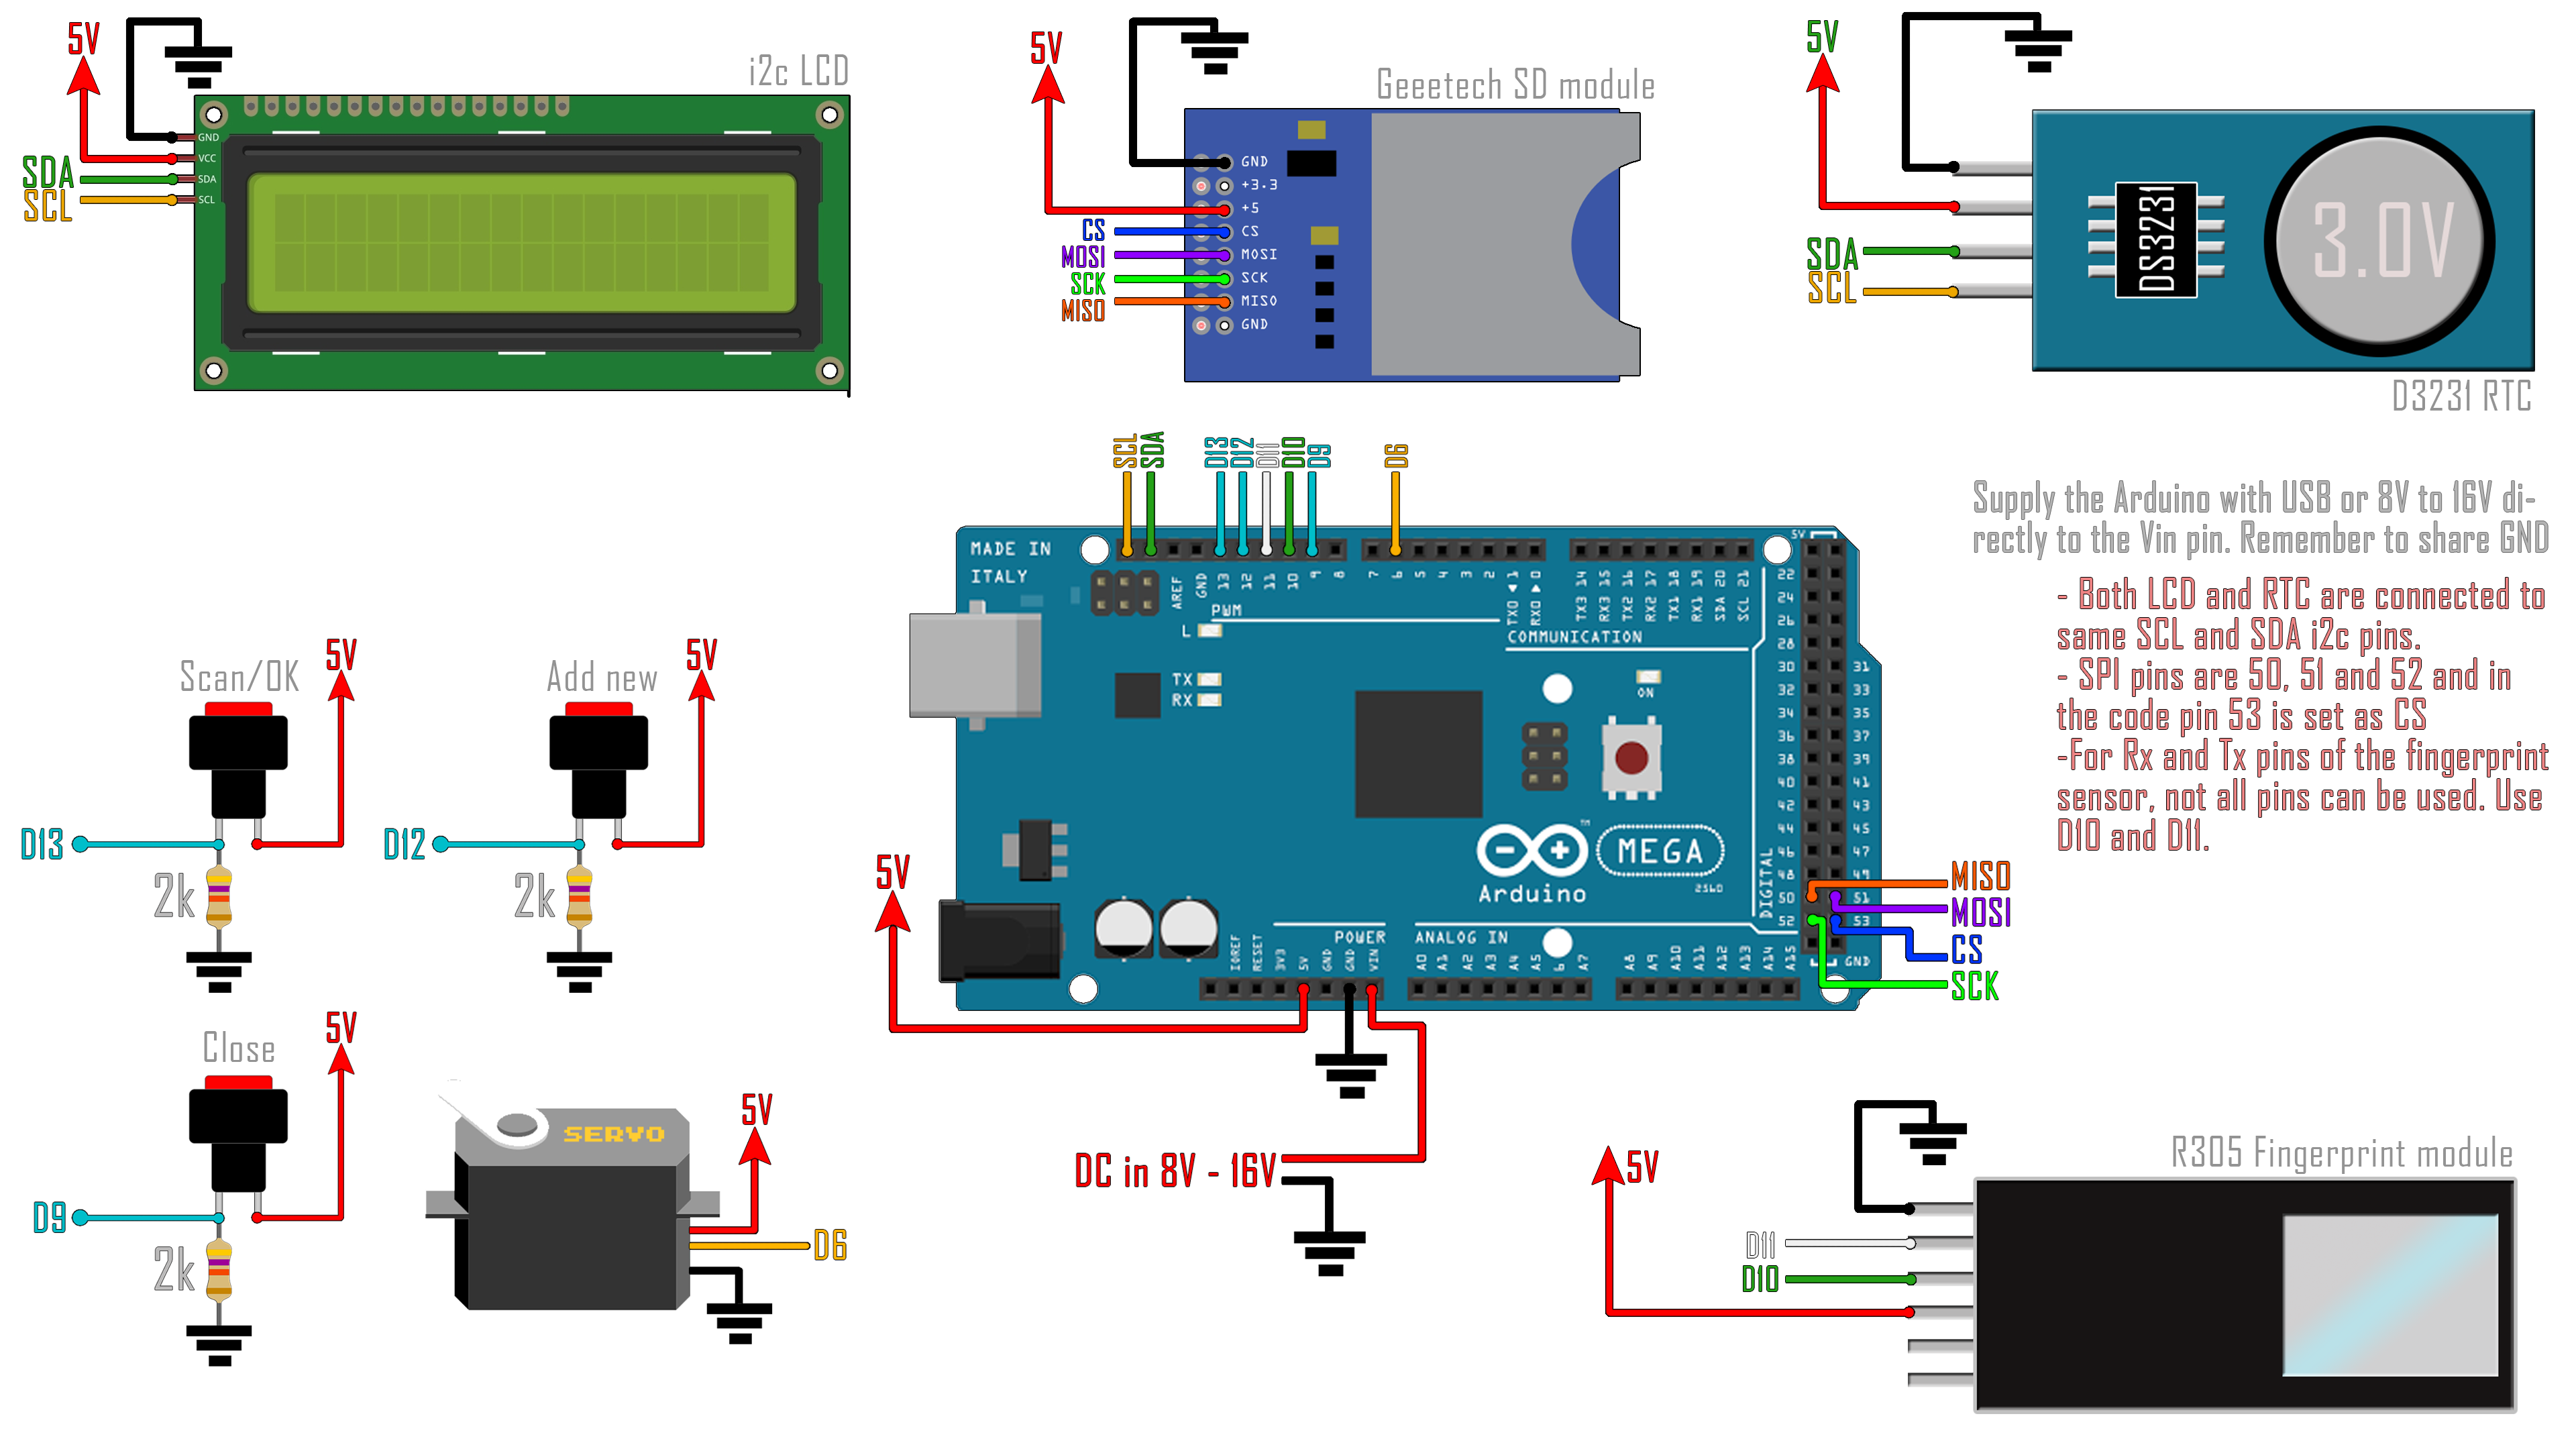 5V
i2c LCD
GND
VCC
SDA
SCL
SDA
SCL
5V
Geeetech SD module
GND
+3.3
+5
CS
MOSI
SCK
MISO
GND
CS
MOSI
SCK
MISO
5V
SDA
SCL
DS3231
3.0V
D3231 RTC
SCL
SDA
D13
D12
D11
D10
D9
D6
MADE IN
ITALY
AREF
GND
13
12
11
10
9
8
7
6
5
4
3
2
TX0 ▸ 1
RX0 ▸ 0
TX3 14
RX3 15
TX2 16
RX2 17
TX1 18
RX1 19
SDA 20
SCL 21
PWM
COMMUNICATION
L
TX
RX
ON
5V
22
24
26
28
30 31
32 33
34 35
36 37
38 39
40 41
42 43
44 45
46 47
48 49
50 51
52 53
GND
DIGITAL
MEGA
2560
Arduino
TM
POWER
ANALOG IN
IOREF
RESET
3V3
5V
GND
GND
VIN
A0
A1
A2
A3
A4
A5
6
A7
A8
A9
A10
A11
A12
A13
A14
A15
MISO
MOSI
CS
SCK
5V
DC in 8V - 16V
Supply the Arduino with USB or 8V to 16V di-
rectly to the Vin pin. Remember to share GND
- Both LCD and RTC are connected to
same SCL and SDA i2c pins.
- SPI pins are 50, 51 and 52 and in
the code pin 53 is set as CS
-For Rx and Tx pins of the fingerprint
sensor, not all pins can be used. Use
D10 and D11.
Scan/OK
5V
D13
2k
Add new
5V
D12
2k
Close
5V
D9
2k
SERVO
5V
D6
5V
D11
D10
R305 Fingerprint module